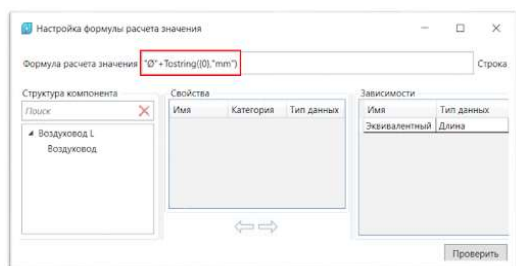 Настройка формулы расчета значения
Формула расчета значения "Ø"+Tostring({0},"mm") Строка
Структура компонента Свойства Зависимости
Поиск Имя Категория Тип данных Имя Тип данных
Воздуховод L Эквивалентный Длина
Воздуховод
Проверить